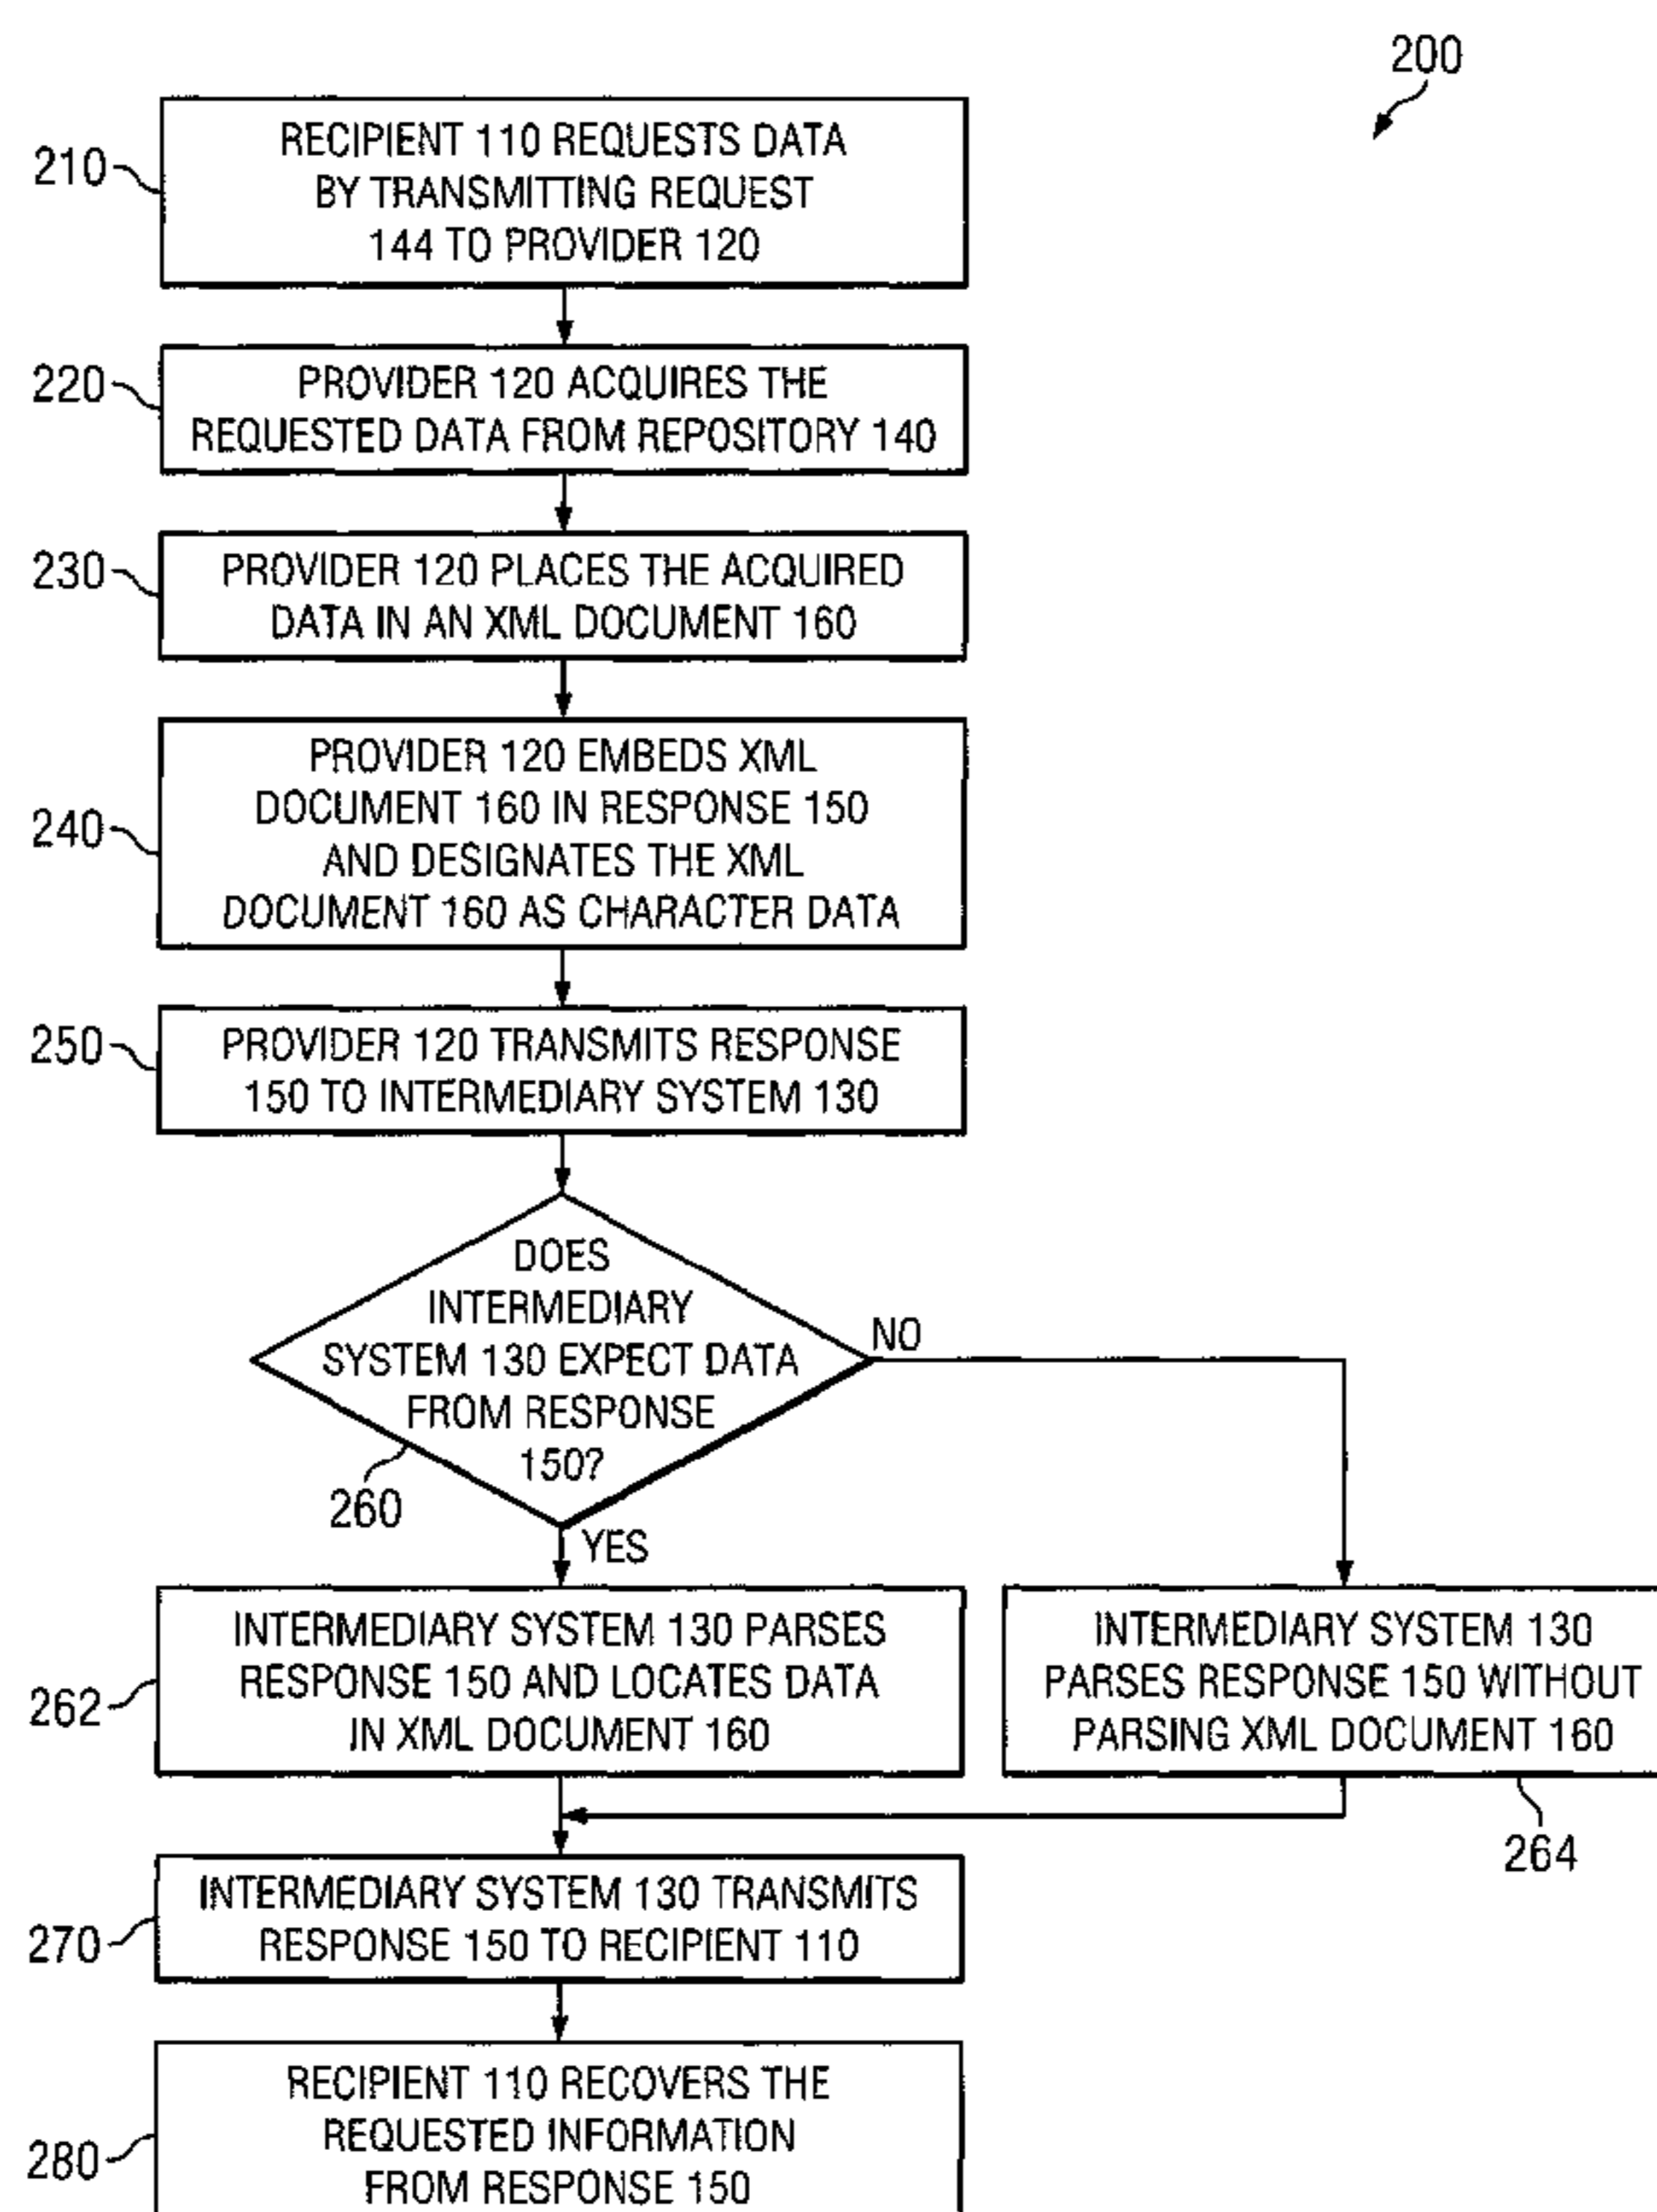 200
210
RECIPIENT 110 REQUESTS DATA
BY TRANSMITTING REQUEST
144 TO PROVIDER 120
220
PROVIDER 120 ACQUIRES THE
REQUESTED DATA FROM REPOSITORY 140
230
PROVIDER 120 PLACES THE ACQUIRED
DATA IN AN XML DOCUMENT 160
240
PROVIDER 120 EMBEDS XML
DOCUMENT 160 IN RESPONSE 150
AND DESIGNATES THE XML
DOCUMENT 160 AS CHARACTER DATA
250
PROVIDER 120 TRANSMITS RESPONSE
150 TO INTERMEDIARY SYSTEM 130
DOES
INTERMEDIARY
SYSTEM 130 EXPECT DATA
FROM RESPONSE
150?
NO
260
YES
262
INTERMEDIARY SYSTEM 130 PARSES
RESPONSE 150 AND LOCATES DATA
IN XML DOCUMENT 160
INTERMEDIARY SYSTEM 130
PARSES RESPONSE 150 WITHOUT
PARSING XML DOCUMENT 160
264
270
INTERMEDIARY SYSTEM 130 TRANSMITS
RESPONSE 150 TO RECIPIENT 110
280
RECIPIENT 110 RECOVERS THE
REQUESTED INFORMATION
FROM RESPONSE 150